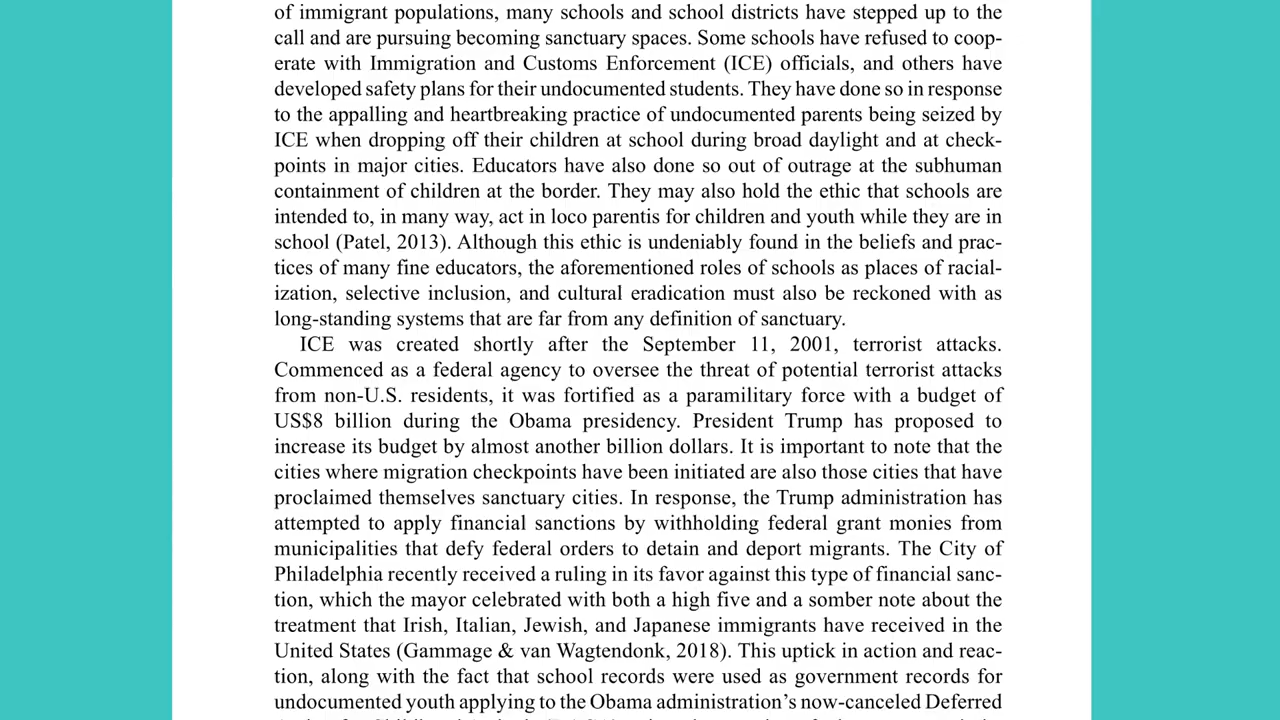 of immigrant populations, many schools and school districts have stepped up to the
call and are pursuing becoming sanctuary spaces. Some schools have refused to coop-
erate with Immigration and Customs Enforcement (ICE) officials, and others have
developed safety plans for their undocumented students. They have done so in response
to the appalling and heartbreaking practice of undocumented parents being seized by
ICE when dropping off their children at school during broad daylight and at check-
points in major cities. Educators have also done so out of outrage at the subhuman
containment of children at the border. They may also hold the ethic that schools are
intended to, in many way, act in loco parentis for children and youth while they are in
school (Patel, 2013). Although this ethic is undeniably found in the beliefs and prac-
tices of many fine educators, the aforementioned roles of schools as places of racial-
ization, selective inclusion, and cultural eradication must also be reckoned with as
long-standing systems that are far from any definition of sanctuary.
ICE was created shortly after the September 11, 2001, terrorist attacks.
Commenced as a federal agency to oversee the threat of potential terrorist attacks
from non-U.S. residents, it was fortified as a paramilitary force with a budget of
US$8 billion during the Obama presidency. President Trump has proposed to
increase its budget by almost another billion dollars. It is important to note that the
cities where migration checkpoints have been initiated are also those cities that have
proclaimed themselves sanctuary cities. In response, the Trump administration has
attempted to apply financial sanctions by withholding federal grant monies from
municipalities that defy federal orders to detain and deport migrants. The City of
Philadelphia recently received a ruling in its favor against this type of financial sanc-
tion, which the mayor celebrated with both a high five and a somber note about the
treatment that Irish, Italian, Jewish, and Japanese immigrants have received in the
United States (Gammage & van Wagtendonk, 2018). This uptick in action and reac-
tion, along with the fact that school records were used as government records for
undocumented youth applying to the Obama administration's now-canceled Deferred